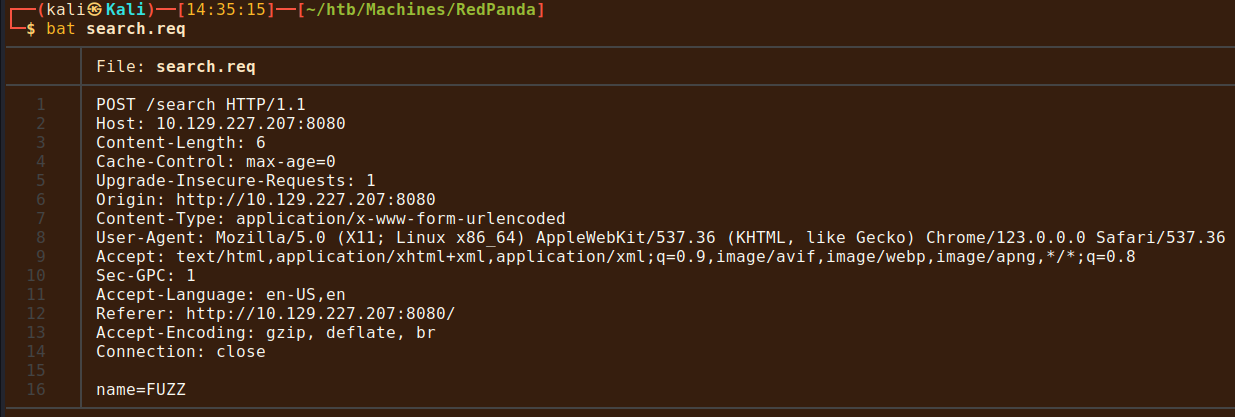 ┌──(kali㉿Kali)──[14:35:15]──[~/htb/Machines/RedPanda]
└─$ bat search.req
File: search.req
1 POST /search HTTP/1.1
2 Host: 10.129.227.207:8080
3 Content-Length: 6
4 Cache-Control: max-age=0
5 Upgrade-Insecure-Requests: 1
6 Origin: http://10.129.227.207:8080
7 Content-Type: application/x-www-form-urlencoded
8 User-Agent: Mozilla/5.0 (X11; Linux x86_64) AppleWebKit/537.36 (KHTML, like Gecko) Chrome/123.0.0.0 Safari/537.36
9 Accept: text/html,application/xhtml+xml,application/xml;q=0.9,image/avif,image/webp,image/apng,*/*;q=0.8
10 Sec-GPC: 1
11 Accept-Language: en-US,en
12 Referer: http://10.129.227.207:8080/
13 Accept-Encoding: gzip, deflate, br
14 Connection: close
15
16 name=FUZZ